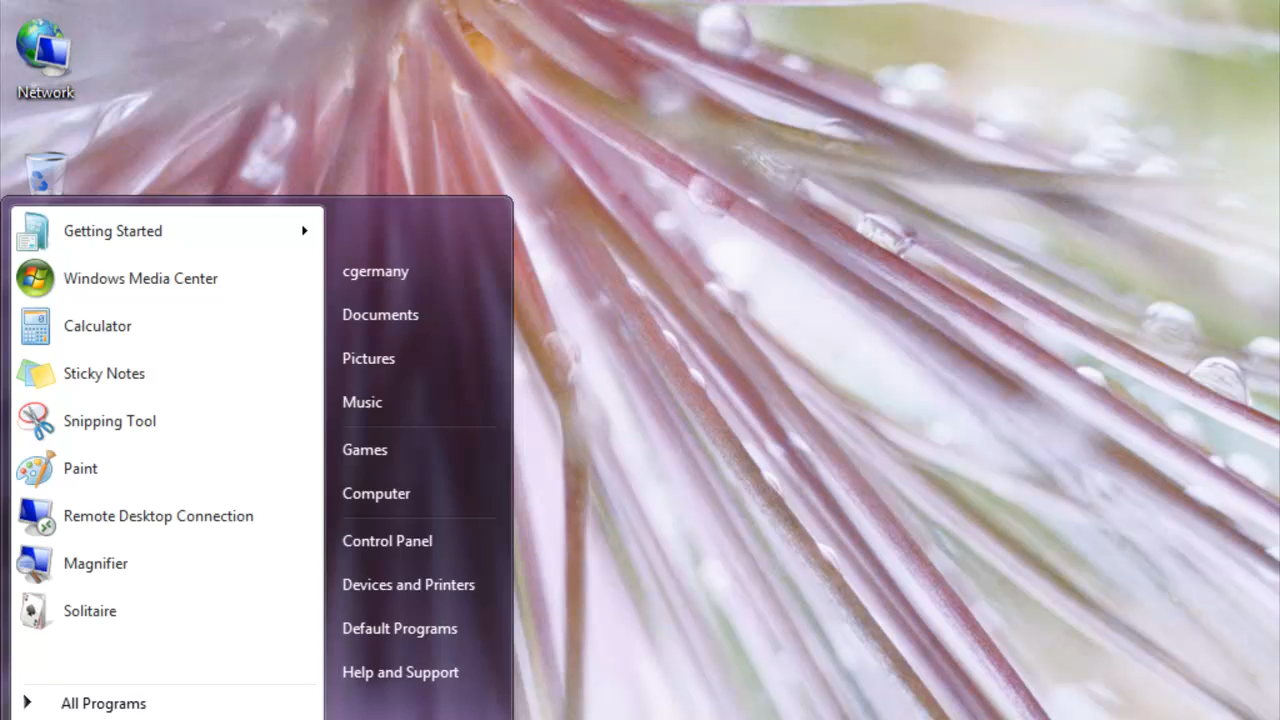 Network
Getting Started
Windows Media Center
Calculator
Sticky Notes
Snipping Tool
Paint
Remote Desktop Connection
Magnifier
Solitaire
All Programs
cgermany
Documents
Pictures
Music
Games
Computer
Control Panel
Devices and Printers
Default Programs
Help and Support